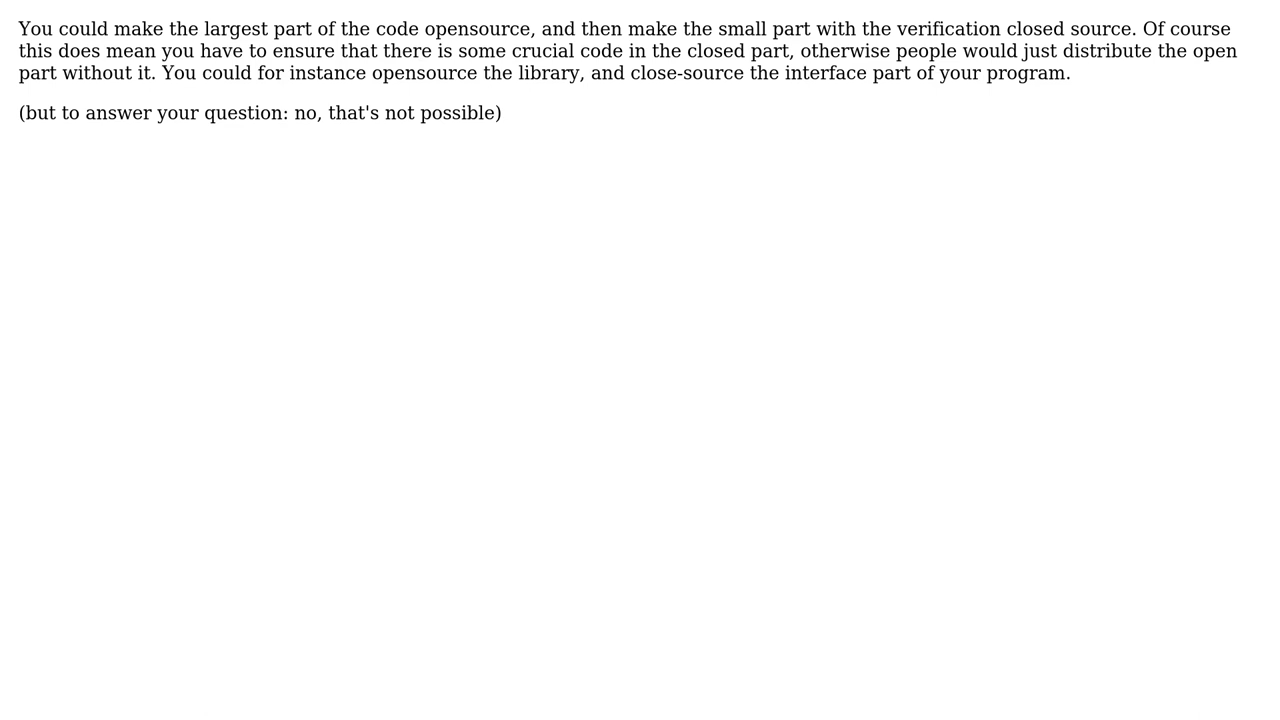 You could make the largest part of the code opensource, and then make the small part with the verification closed source. Of course
this does mean you have to ensure that there is some crucial code in the closed part, otherwise people would just distribute the open
part without it. You could for instance opensource the library, and close-source the interface part of your program.
(but to answer your question: no, that's not possible)